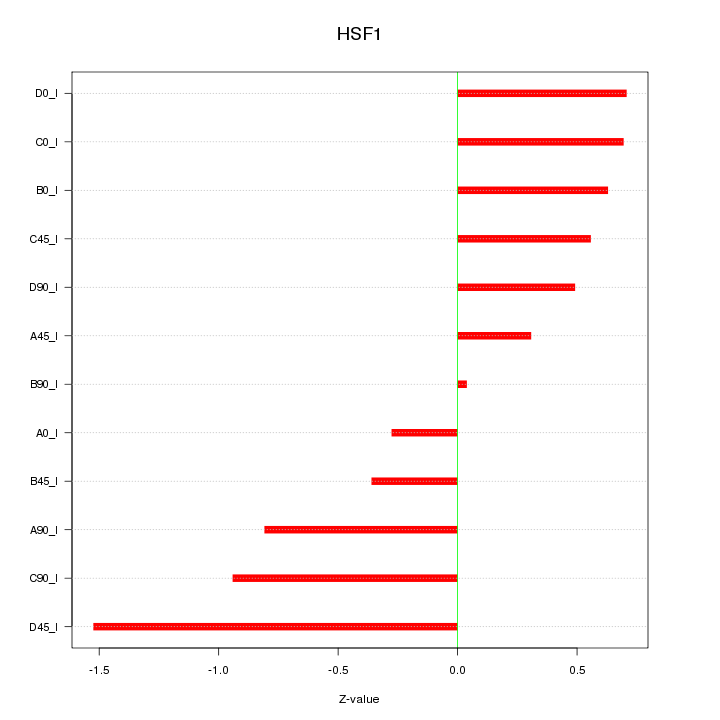 HSF1
D0_I
C0_I
B0_I
C45_I
D90_I
A45_I
B90_I
A0_I
B45_I
A90_I
C90_I
D45_I
-1.5 -1.0 -0.5 0.0 0.5
Z-value